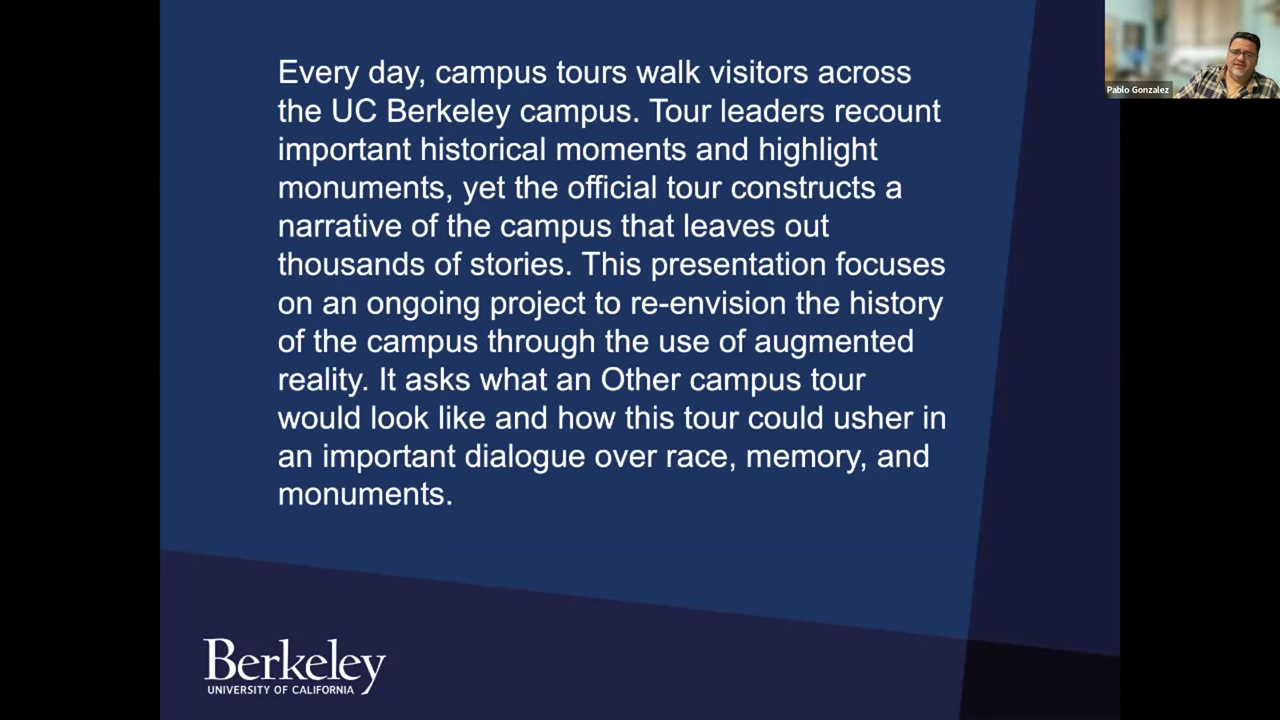 Every day, campus tours walk visitors across
the UC Berkeley campus. Tour leaders recount
important historical moments and highlight
monuments, yet the official tour constructs a
narrative of the campus that leaves out
thousands of stories. This presentation focuses
on an ongoing project to re-envision the history
of the campus through the use of augmented
reality. It asks what an Other campus tour
would look like and how this tour could usher in
an important dialogue over race, memory, and
monuments.
Berkeley
UNIVERSITY OF CALIFORNIA
Pablo Gonzalez